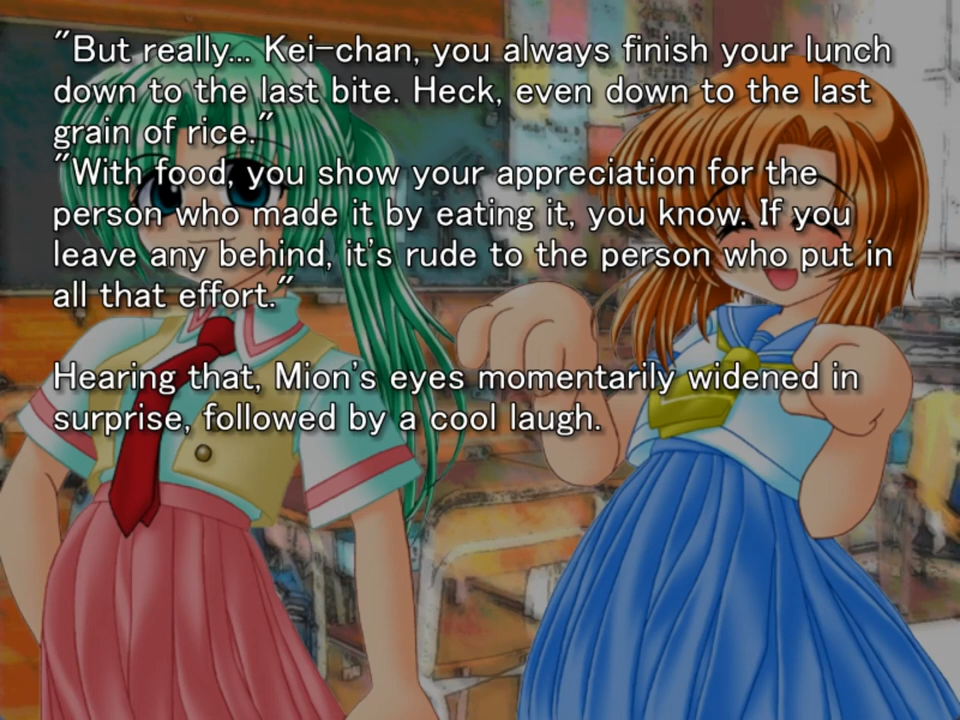 "But really... Kei-chan, you always finish your lunch
down to the last bite. Heck, even down to the last
grain of rice."
"With food, you show your appreciation for the
person who made it by eating it, you know. If you
leave any behind, it's rude to the person who put in
all that effort."
Hearing that, Mion's eyes momentarily widened in
surprise, followed by a cool laugh.